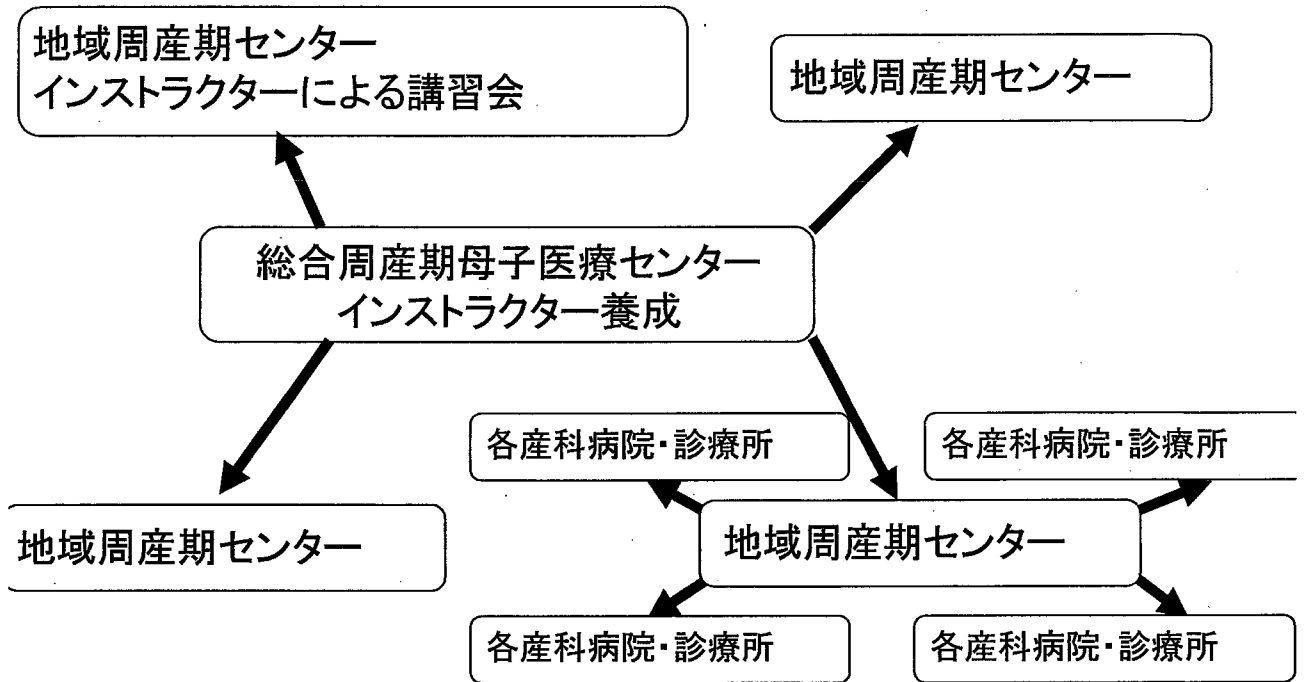 地域周産期センター
インストラクターによる講習会
地域周産期センター
総合周産期母子医療センター
インストラクター養成
各産科病院・診療所
各産科病院・診療所
地域周産期センター
地域周産期センター
各産科病院・診療所
各産科病院・診療所